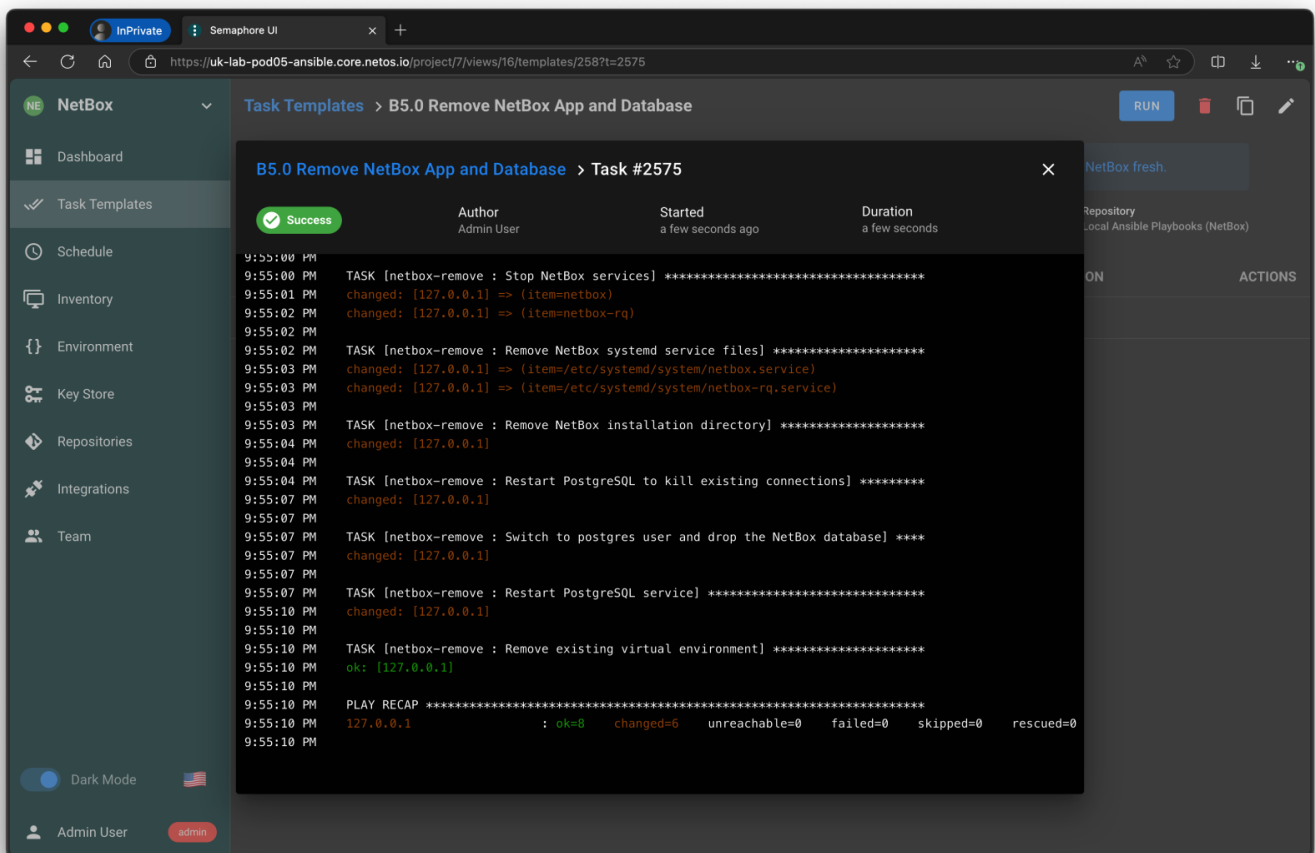 InPrivate
Semaphore UI
https://uk-lab-pod05-ansible.core.netos.io/project/7/views/16/templates/258?t=2575
NE NetBox
Task Templates > B5.0 Remove NetBox App and Database
RUN
Dashboard
Task Templates
Schedule
Inventory
Environment
Key Store
Repositories
Integrations
Team
Dark Mode
Admin User admin
NetBox fresh.
Repository
Local Ansible Playbooks (NetBox)
ON ACTIONS
B5.0 Remove NetBox App and Database > Task #2575
Success
Author
Admin User
Started
a few seconds ago
Duration
a few seconds
9:55:00 PM
9:55:00 PM TASK [netbox-remove : Stop NetBox services] ************************************
9:55:01 PM changed: [127.0.0.1] => (item=netbox)
9:55:02 PM changed: [127.0.0.1] => (item=netbox-rq)
9:55:02 PM
9:55:02 PM TASK [netbox-remove : Remove NetBox systemd service files] *********************
9:55:03 PM changed: [127.0.0.1] => (item=/etc/systemd/system/netbox.service)
9:55:03 PM changed: [127.0.0.1] => (item=/etc/systemd/system/netbox-rq.service)
9:55:03 PM
9:55:03 PM TASK [netbox-remove : Remove NetBox installation directory] ********************
9:55:04 PM changed: [127.0.0.1]
9:55:04 PM
9:55:04 PM TASK [netbox-remove : Restart PostgreSQL to kill existing connections] *********
9:55:07 PM changed: [127.0.0.1]
9:55:07 PM
9:55:07 PM TASK [netbox-remove : Switch to postgres user and drop the NetBox database] ****
9:55:07 PM changed: [127.0.0.1]
9:55:07 PM
9:55:07 PM TASK [netbox-remove : Restart PostgreSQL service] ******************************
9:55:10 PM changed: [127.0.0.1]
9:55:10 PM
9:55:10 PM TASK [netbox-remove : Remove existing virtual environment] *********************
9:55:10 PM ok: [127.0.0.1]
9:55:10 PM
9:55:10 PM PLAY RECAP *********************************************************************
9:55:10 PM 127.0.0.1 : ok=8 changed=6 unreachable=0 failed=0 skipped=0 rescued=0
9:55:10 PM